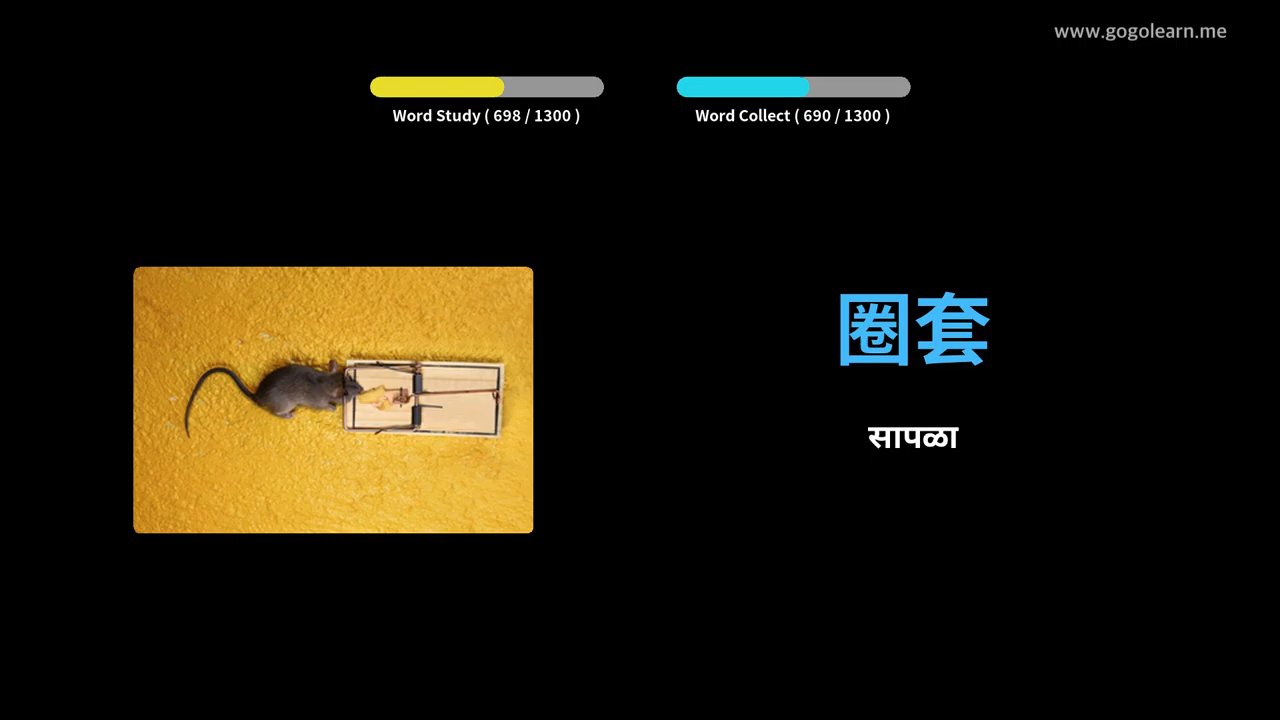 www.gogolearn.me
Word Study ( 698 / 1300 )
Word Collect ( 690 / 1300 )
圈套
सापळा